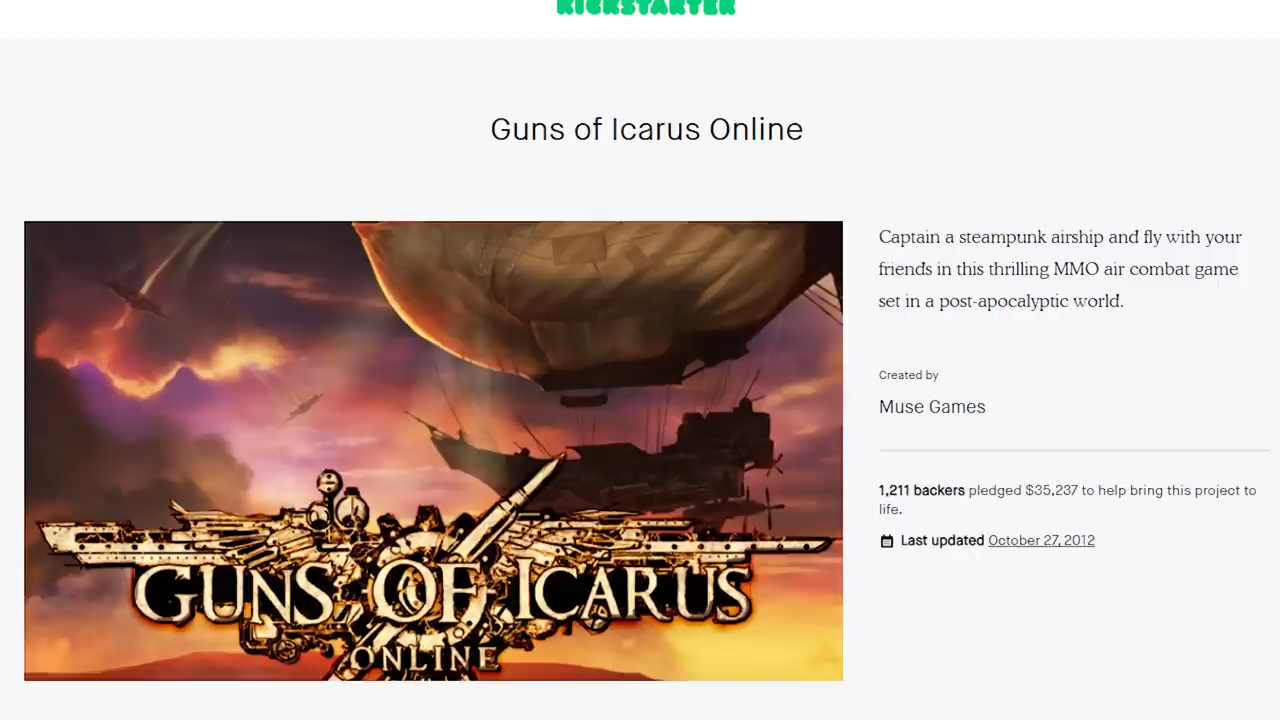 KICKSTARTER
Guns of Icarus Online
Captain a steampunk airship and fly with your
friends in this thrilling MMO air combat game
set in a post-apocalyptic world.
Created by
Muse Games
1,211 backers pledged $35,237 to help bring this project to
life.
Last updated October 27, 2012
GUNS OF ICARUS
ONLINE